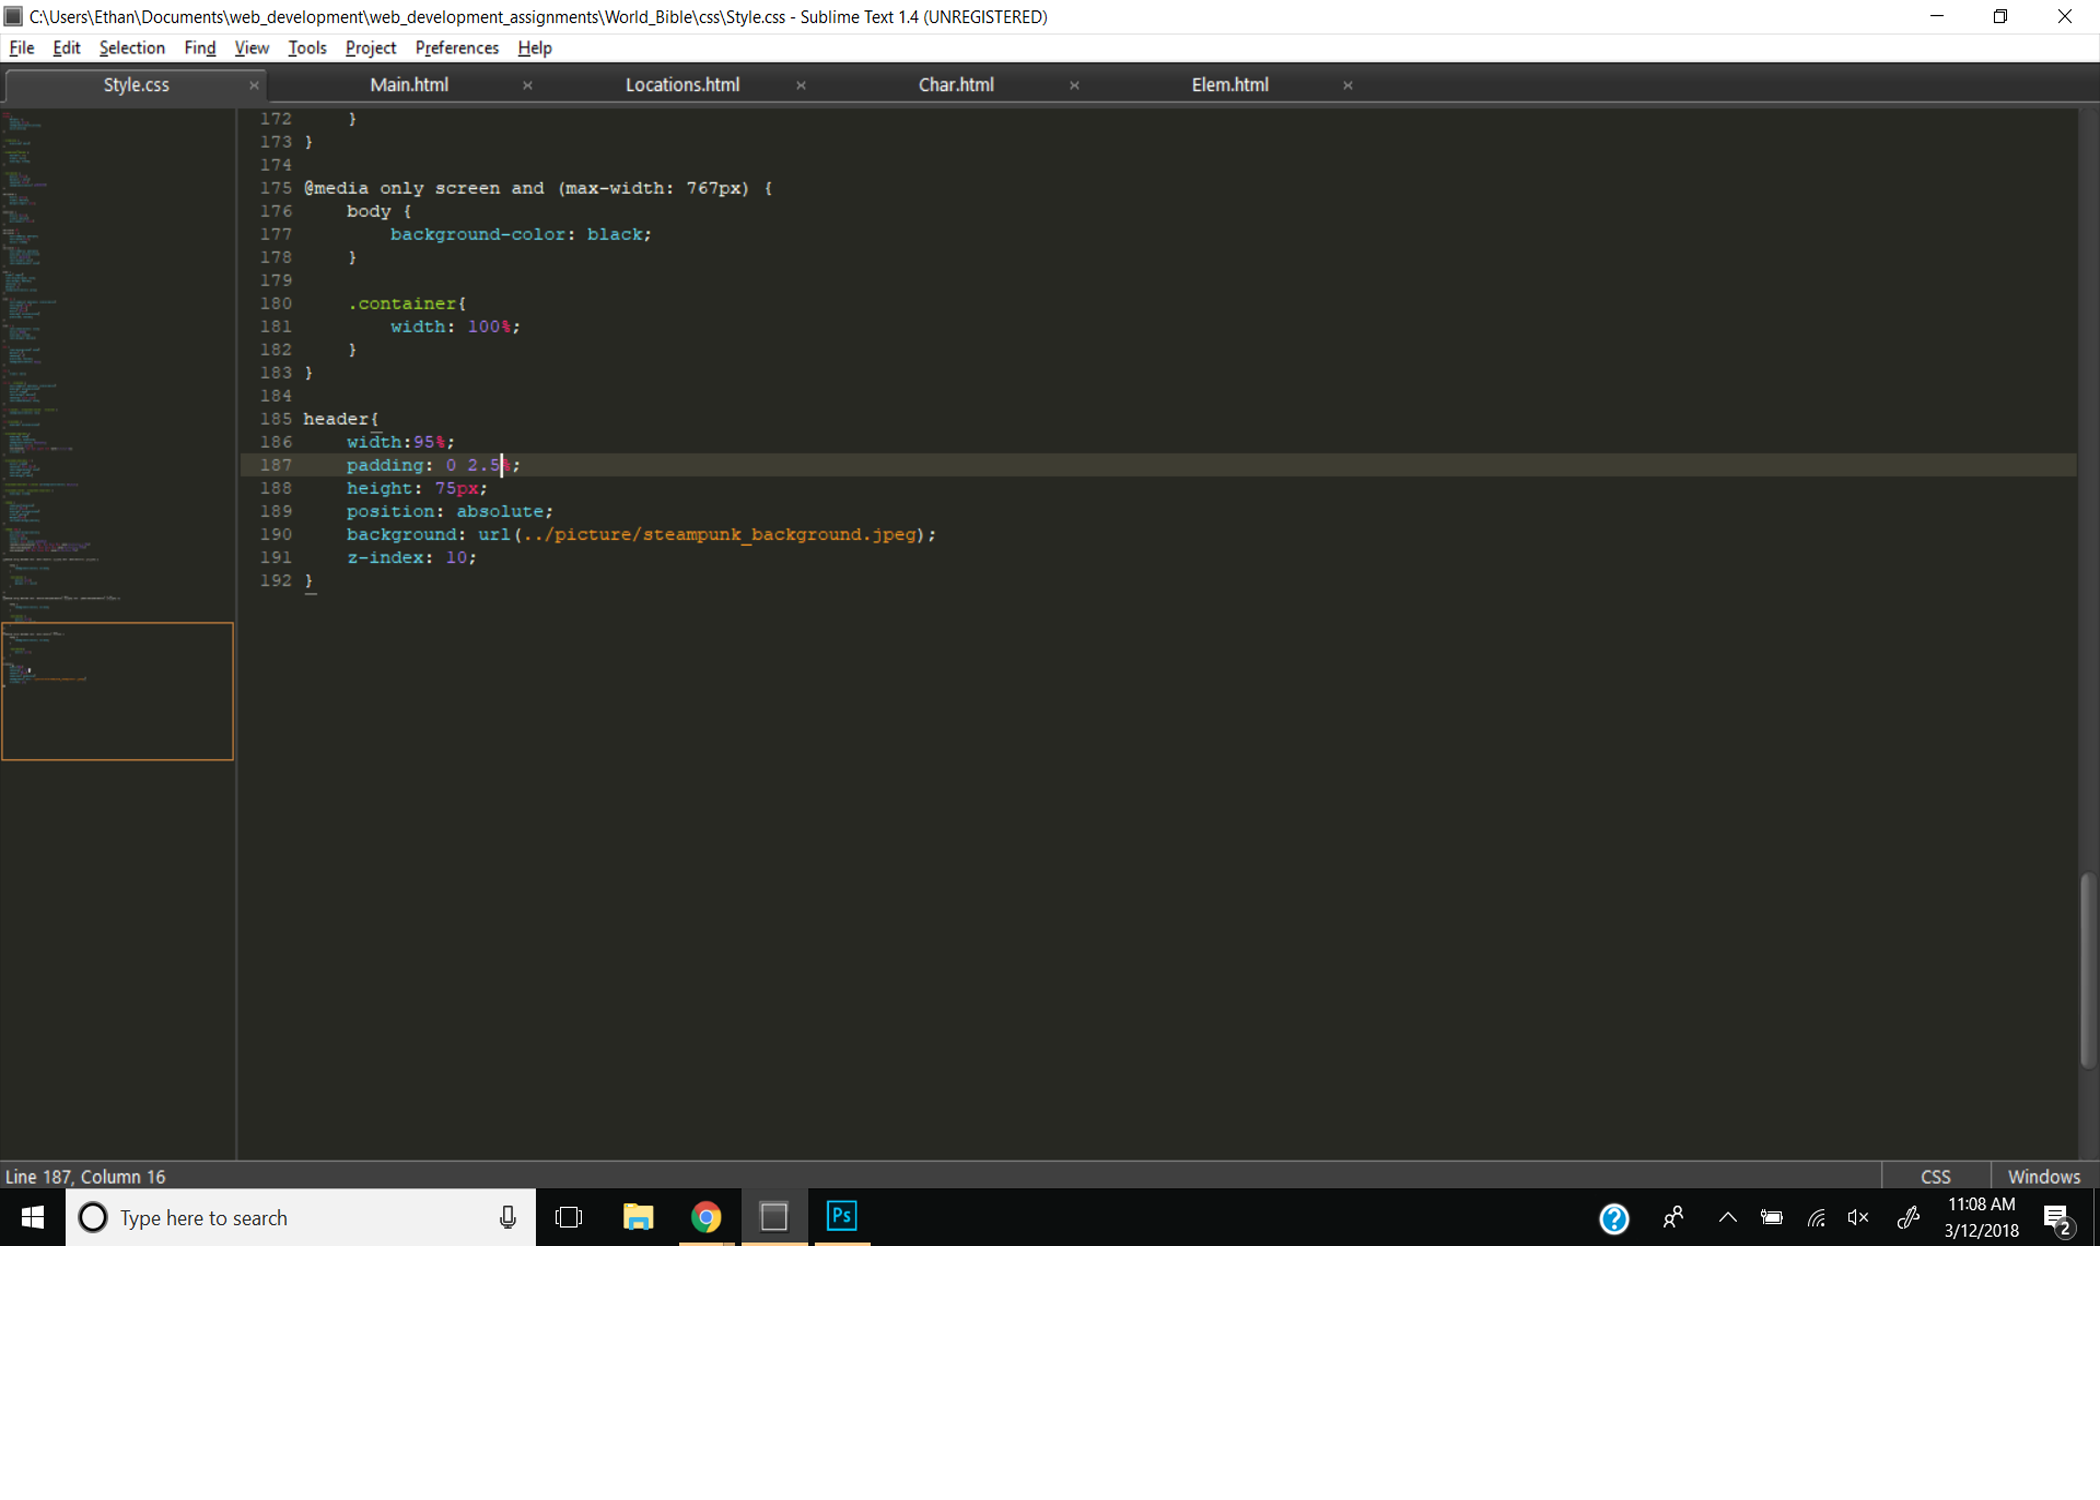 C:\Users\Ethan\Documents\web_development\web_development_assignments\World_Bible\css\Style.css - Sublime Text 1.4 (UNREGISTERED)
File Edit Selection Find View Tools Project Preferences Help
Style.css × Main.html × Locations.html × Char.html × Elem.html ×
172     }
173 }
174
175 @media only screen and (max-width: 767px) {
176     body {
177         background-color: black;
178     }
179
180     .container{
181         width: 100%;
182     }
183 }
184
185 header{
186     width:95%;
187     padding: 0 2.5%;
188     height: 75px;
189     position: absolute;
190     background: url(../picture/steampunk_background.jpeg);
191     z-index: 10;
192 }
Line 187, Column 16 CSS Windows
Type here to search Ps ? 11:08 AM
3/12/2018 2